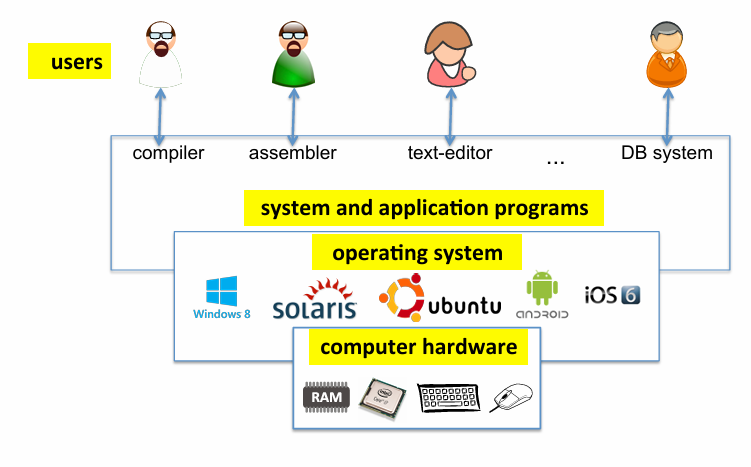 users
compiler
assembler
text-editor
...
DB system
system and application programs
operating system
Windows 8
solaris
ubuntu
android
iOS 6
computer hardware
RAM
intel